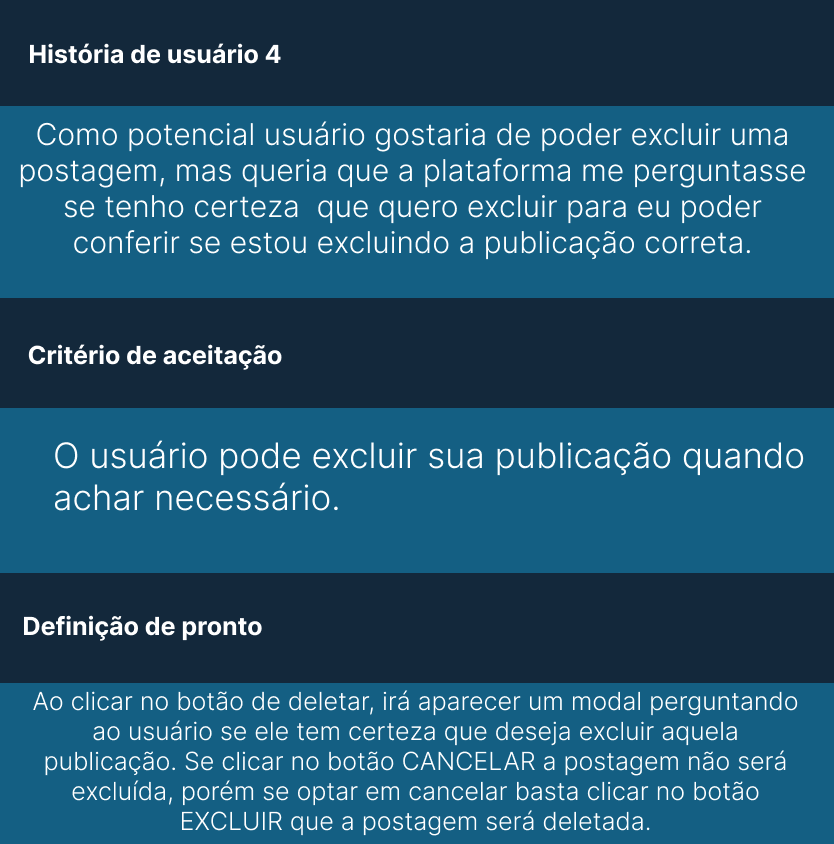 História de usuário 4
Como potencial usuário gostaria de poder excluir uma
postagem, mas queria que a plataforma me perguntasse
se tenho certeza  que quero excluir para eu poder
conferir se estou excluindo a publicação correta.
Critério de aceitação
O usuário pode excluir sua publicação quando
achar necessário.
Definição de pronto
Ao clicar no botão de deletar, irá aparecer um modal perguntando
ao usuário se ele tem certeza que deseja excluir aquela
publicação. Se clicar no botão CANCELAR a postagem não será
excluída, porém se optar em cancelar basta clicar no botão
EXCLUIR que a postagem será deletada.